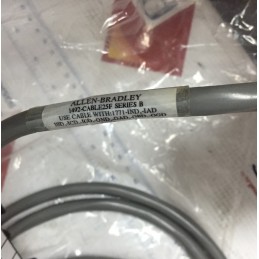 ALLEN-BRADLEY
1492-CABLE25F SERIES B
USE CABLE WITH:1771-IND,-IAD